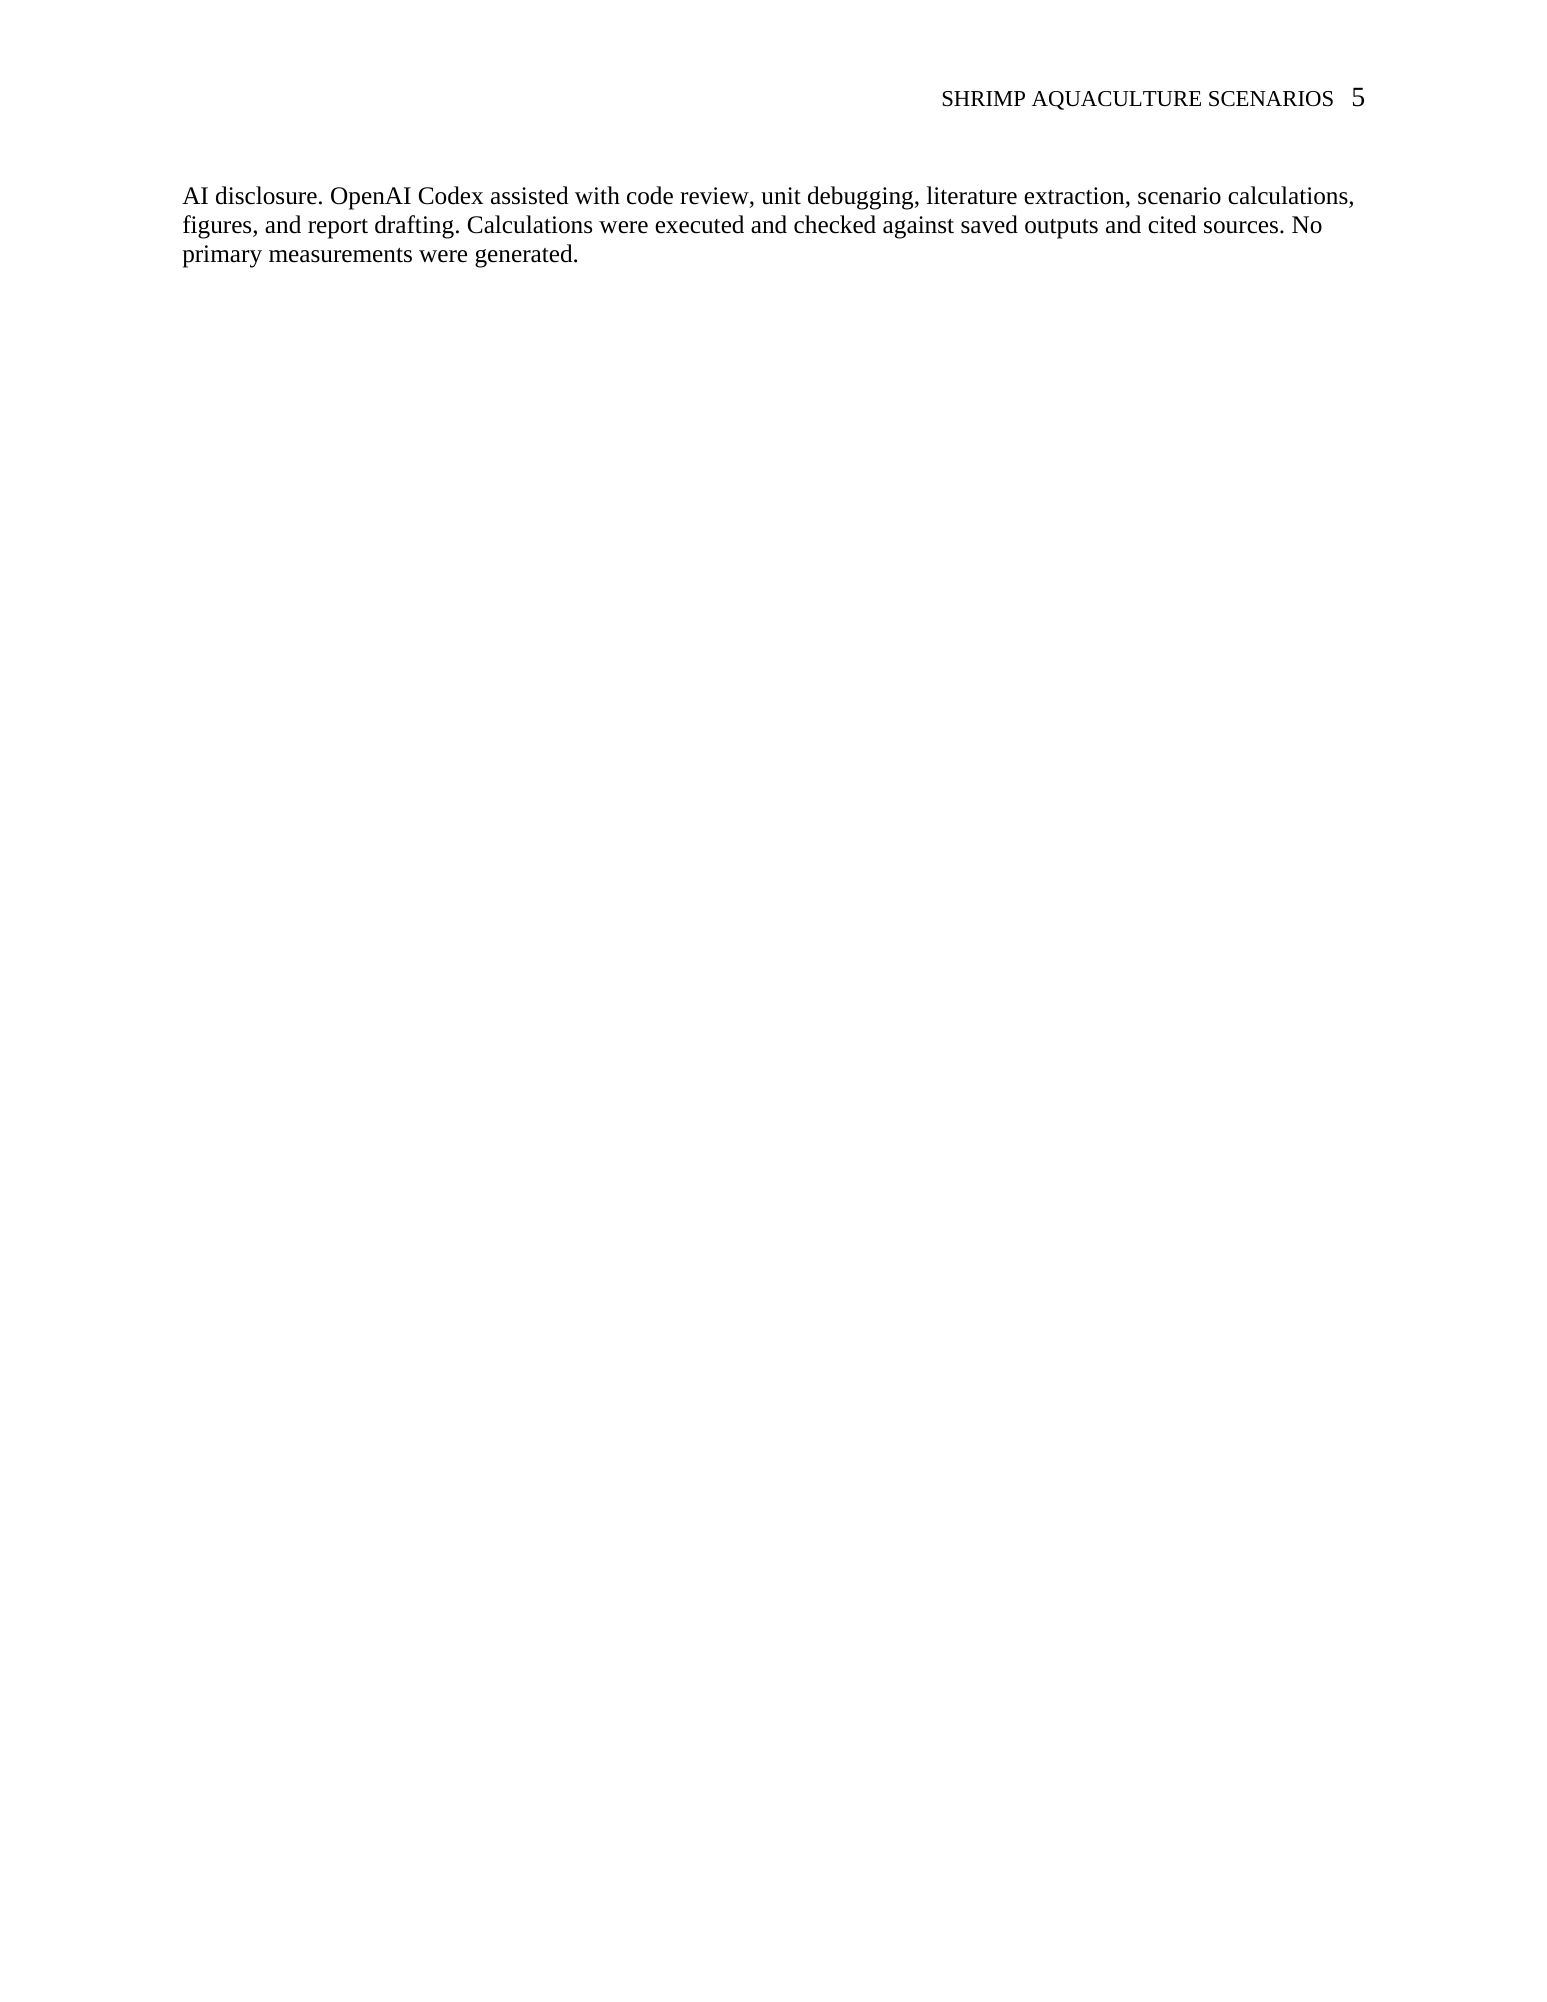 SHRIMP AQUACULTURE SCENARIOS 5
AI disclosure. OpenAI Codex assisted with code review, unit debugging, literature extraction, scenario calculations,
figures, and report drafting. Calculations were executed and checked against saved outputs and cited sources. No
primary measurements were generated.